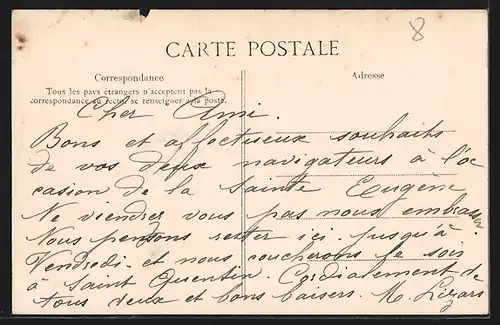 8
CARTE POSTALE
Correspondance
Adresse
Tous les pays étrangers n'acceptent pas la
correspondance au recto, se renseigner à la poste.
Cher Ami.
Bons et affectueux souhaits
de vos deux navigateurs à l'oc
casion de la Sainte Eugène
Ne viendrez vous pas nous embrasser.
Nous pensons rester ici jusqu'à
Vendredi. et nous coucherons le soir
à Saint Quentin. Cordialement de
tous deux et bons baisers. M.